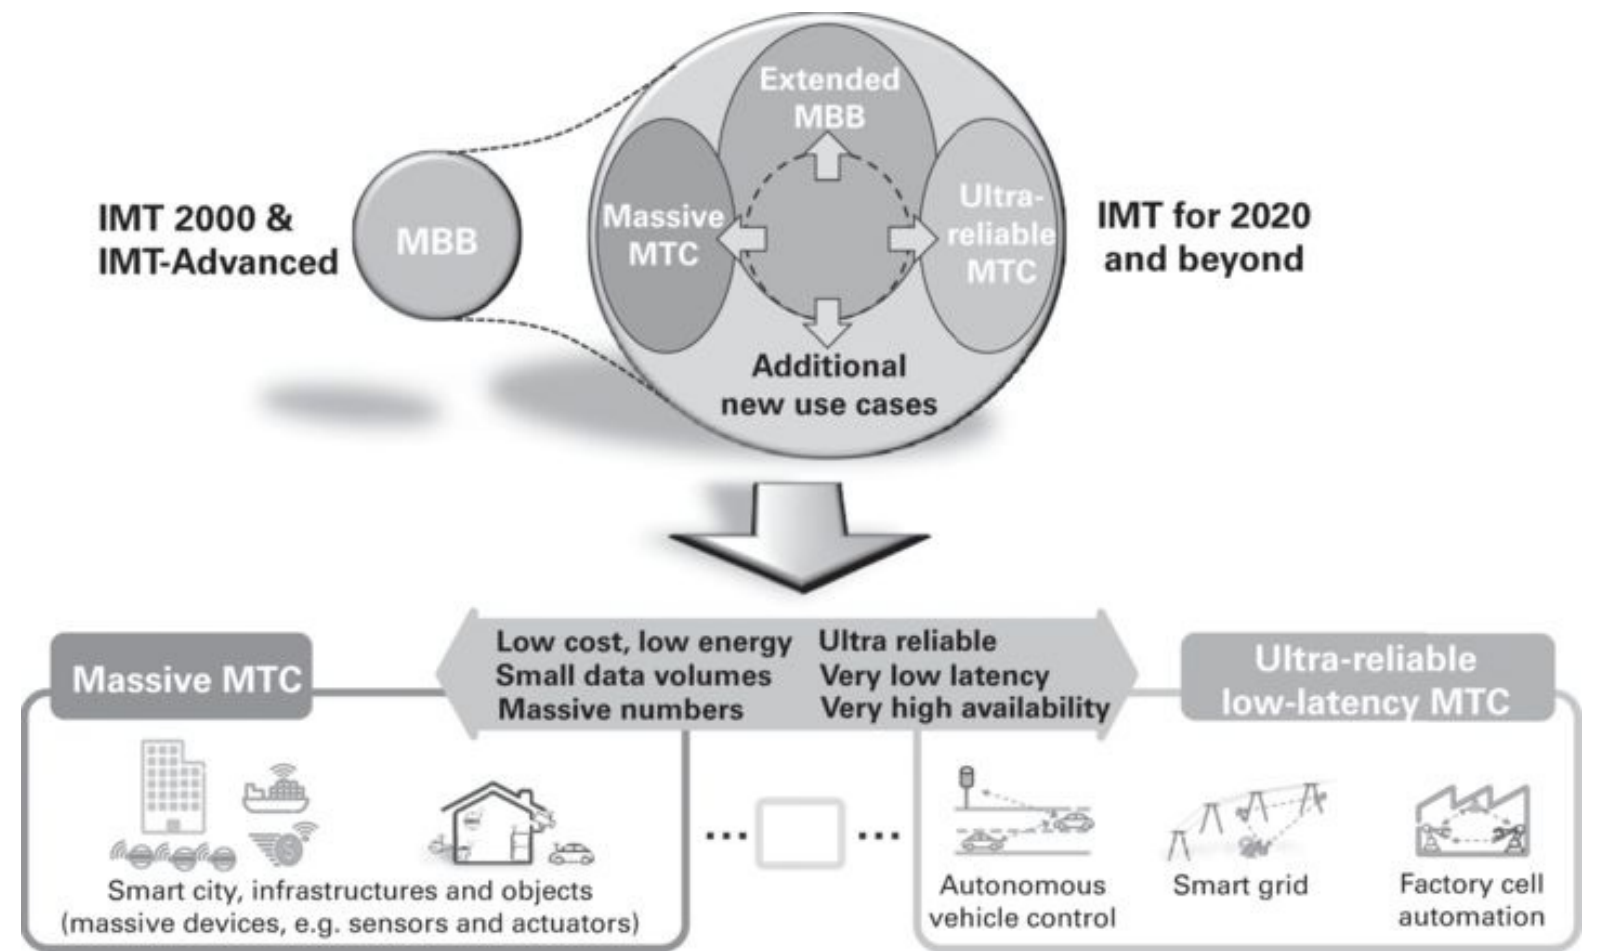 Extended
MBB
IMT 2000 &
IMT-Advanced
MBB
Massive
MTC
Ultra-
reliable
MTC
IMT for 2020
and beyond
Additional
new use cases
Massive MTC
Low cost, low energy
Small data volumes
Massive numbers
Ultra reliable
Very low latency
Very high availability
Ultra-reliable
low-latency MTC
... ...
Smart city, infrastructures and objects
(massive devices, e.g. sensors and actuators)
Autonomous
vehicle control
Smart grid
Factory cell
automation